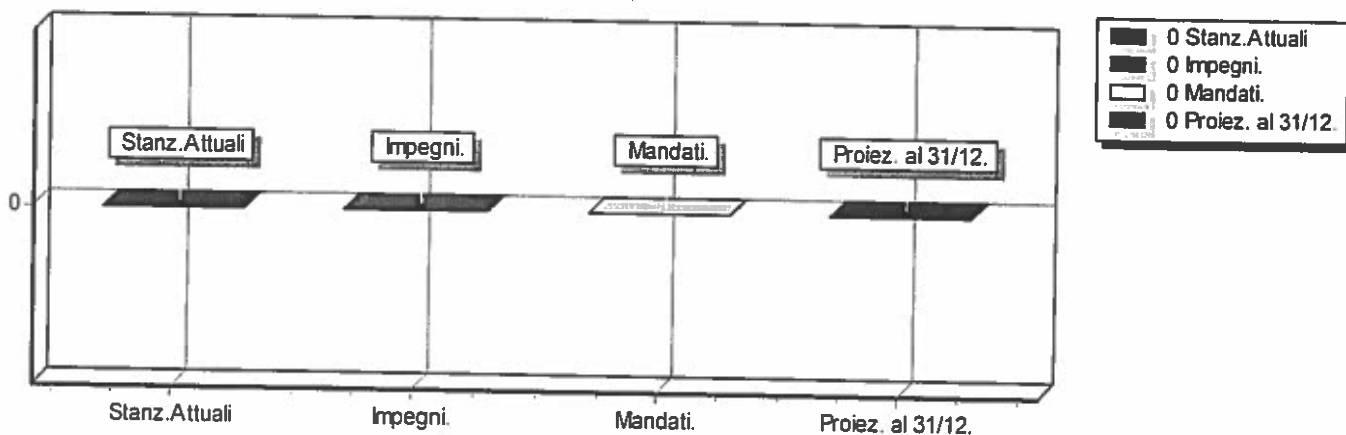 0 Stanz.Attuali
0 Impegni.
0 Mandati.
0 Proiez. al 31/12.
Stanz.Attuali
Impegni.
Mandati.
Proiez. al 31/12.
0
Stanz.Attuali
Impegni.
Mandati.
Proiez. al 31/12.